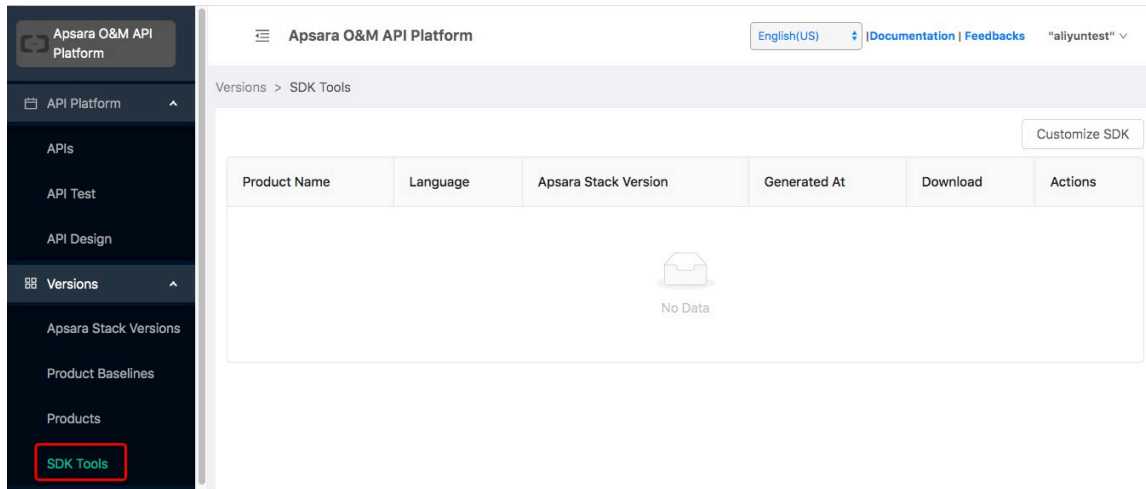 Apsara O&M API
Platform
Apsara O&M API Platform
English(US)
|Documentation | Feedbacks
"aliyuntest"
API Platform
APIs
API Test
API Design
Versions
Apsara Stack Versions
Product Baselines
Products
SDK Tools
Versions > SDK Tools
Customize SDK
Product Name Language Apsara Stack Version Generated At Download Actions
No Data